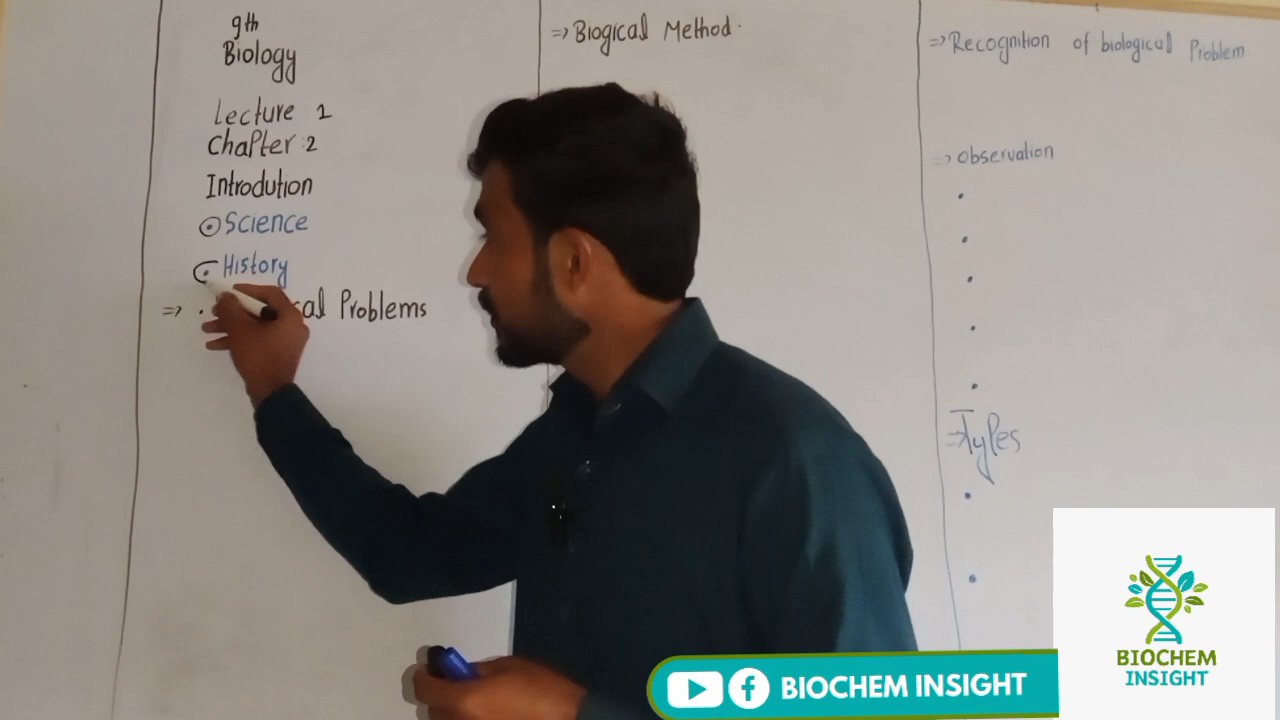 9th
Biology
Lecture : 1
Chapter : 2
Introdution
Science
History
=> cal Problems
=> Biogical Method.
=> Recognition of biological Problem
=> Observation
=> Types
BIOCHEM INSIGHT
BIOCHEM
INSIGHT